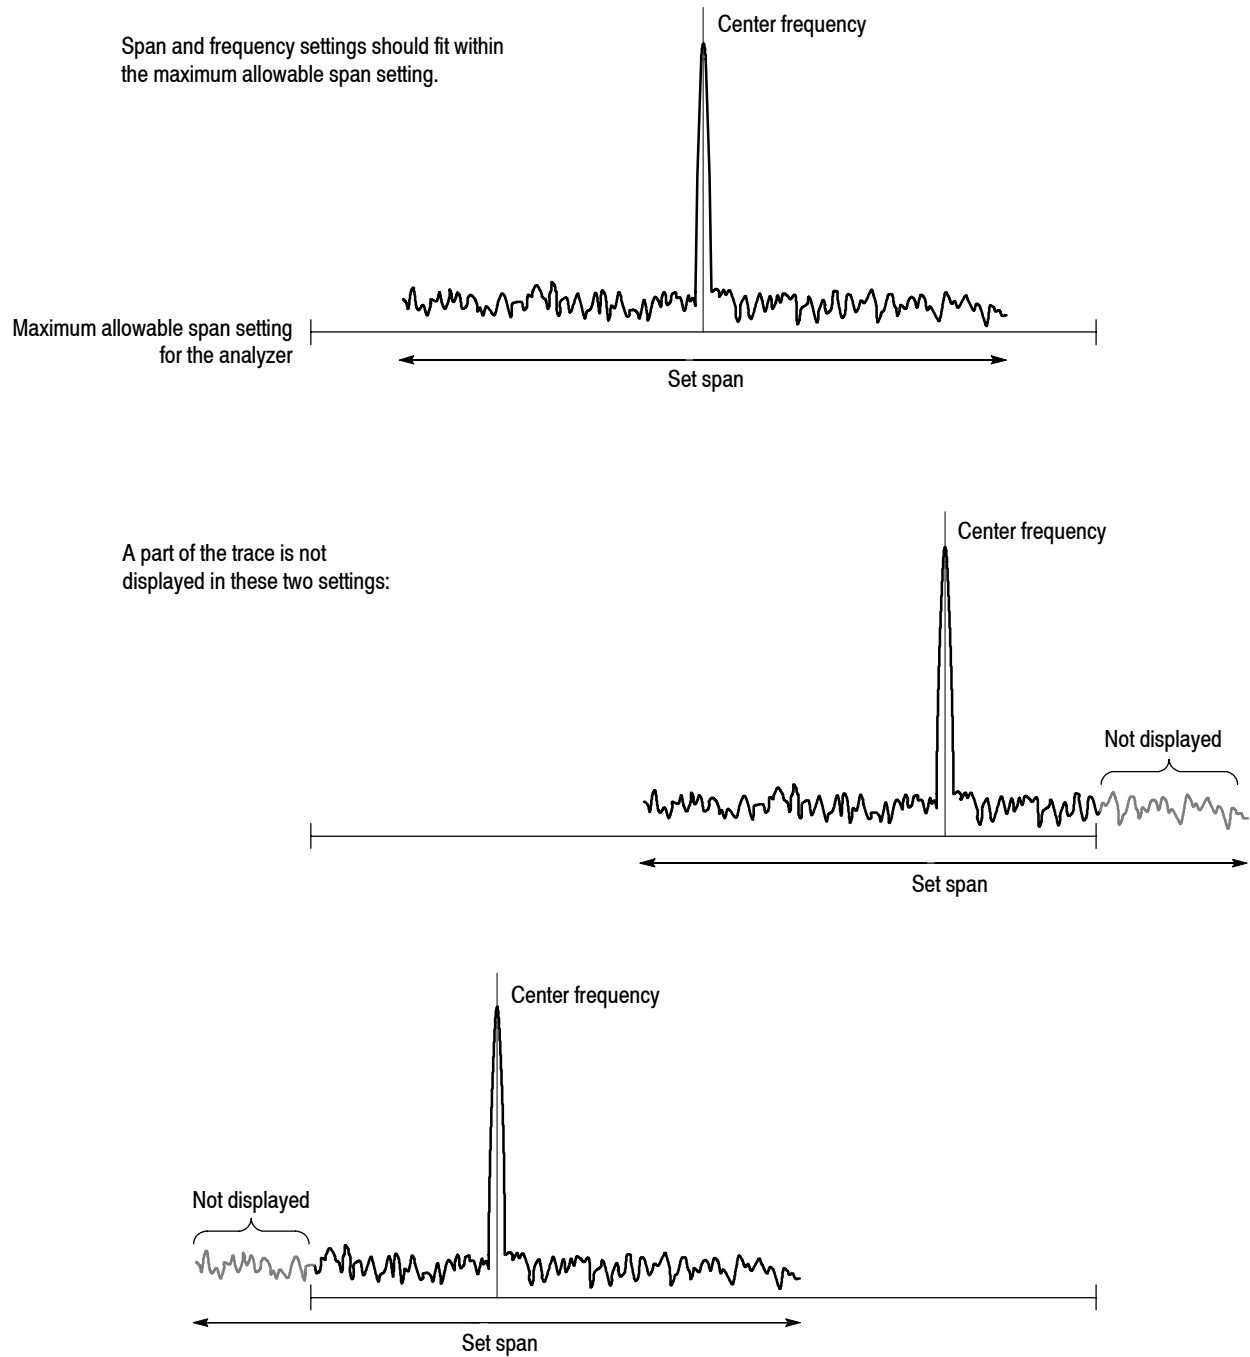 Center frequency
Span and frequency settings should fit within
the maximum allowable span setting.
Maximum allowable span setting
for the analyzer
Set span
Center frequency
A part of the trace is not
displayed in these two settings:
Not displayed
Set span
Center frequency
Not displayed
Set span